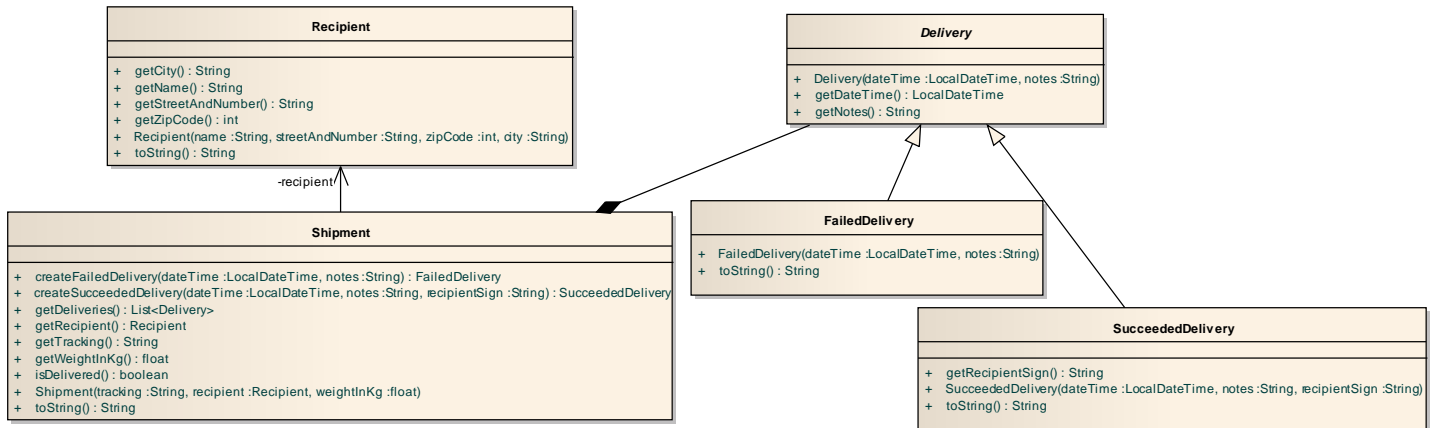 Recipient
+ getCity() : String
+ getName() : String
+ getStreetAndNumber() : String
+ getZipCode() : int
+ Recipient(name :String, streetAndNumber :String, zipCode :int, city :String)
+ toString() : String
Delivery
+ Delivery(dateTime :LocalDateTime, notes :String)
+ getDateTime() : LocalDateTime
+ getNotes() : String
-recipient
Shipment
+ createFailedDelivery(dateTime :LocalDateTime, notes :String) : FailedDelivery
+ createSucceededDelivery(dateTime :LocalDateTime, notes :String, recipientSign :String) : SucceededDelivery
+ getDeliveries() : List<Delivery>
+ getRecipient() : Recipient
+ getTracking() : String
+ getWeightInKg() : float
+ isDelivered() : boolean
+ Shipment(tracking :String, recipient :Recipient, weightInKg :float)
+ toString() : String
FailedDelivery
+ FailedDelivery(dateTime :LocalDateTime, notes :String)
+ toString() : String
SucceededDelivery
+ getRecipientSign() : String
+ SucceededDelivery(dateTime :LocalDateTime, notes :String, recipientSign :String)
+ toString() : String